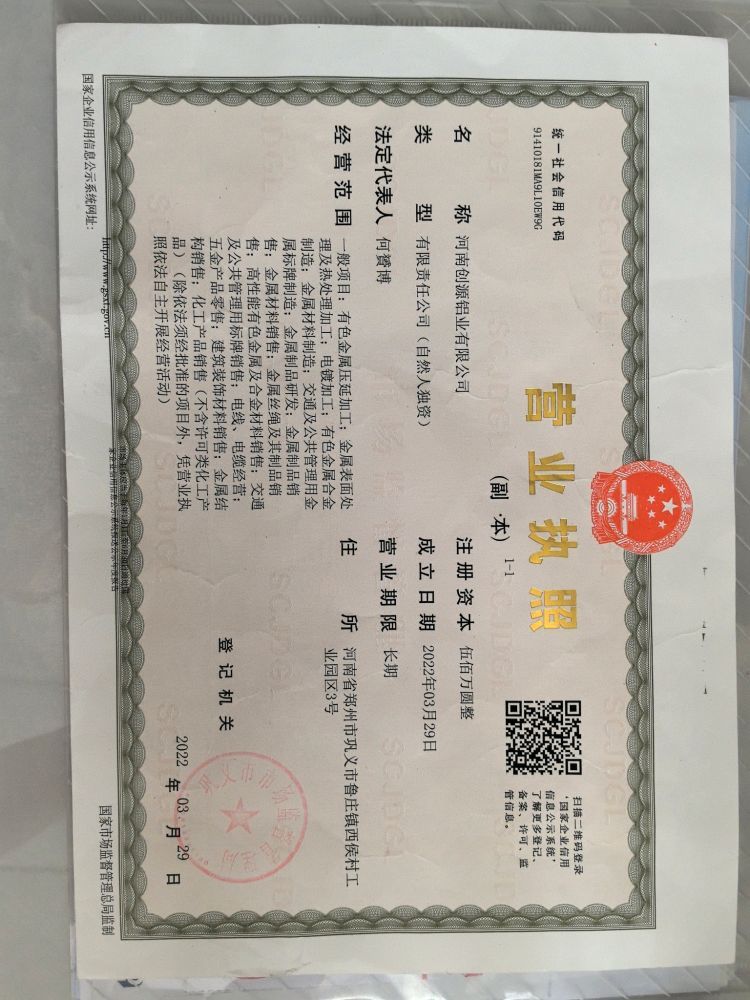 统一社会信用代码
91410181MA9L10EW9G
营业执照
(副 本) 1-1
扫描二维码登录
‘国家企业信用
信息公示系统’
了解更多登记、
备案、许可、监
管信息。
名称 河南创源铝业有限公司
类型 有限责任公司（自然人独资）
法定代表人 何赟博
经营范围 一般项目：有色金属压延加工；金属表面处
理及热处理加工；电镀加工；有色金属合金
制造；金属材料制造；交通及公共管理用金
属标牌制造；金属制品研发；金属制品销
售；金属材料销售；金属丝绳及其制品销
售；高性能有色金属及合金材料销售；交通
及公共管理用标牌销售；电线、电缆经营；
五金产品零售；建筑装饰材料销售；金属结
构销售；化工产品销售（不含许可类化工产
品）（除依法须经批准的项目外，凭营业执
照依法自主开展经营活动）
注册资本 伍佰万圆整
成立日期 2022年03月29日
营业期限 长期
住所 河南省郑州市巩义市鲁庄镇西侯村工
业园区3号
登记机关
巩义市市场监督管理局
2022 年 03 月 29 日
国家企业信用信息公示系统网址：
http://www.gsxt.gov.cn
国家市场监督管理总局监制